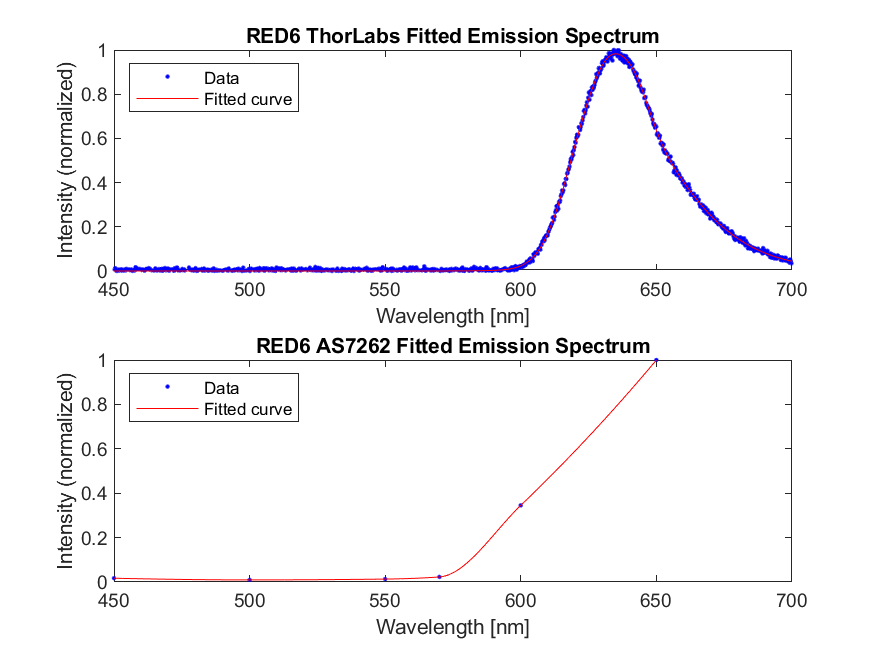 RED6 ThorLabs Fitted Emission Spectrum
Intensity (normalized)
1
0.8
0.6
0.4
0.2
0
Data
Fitted curve
450 500 550 600 650 700
Wavelength [nm]
RED6 AS7262 Fitted Emission Spectrum
Intensity (normalized)
1
0.8
0.6
0.4
0.2
0
Data
Fitted curve
450 500 550 600 650 700
Wavelength [nm]